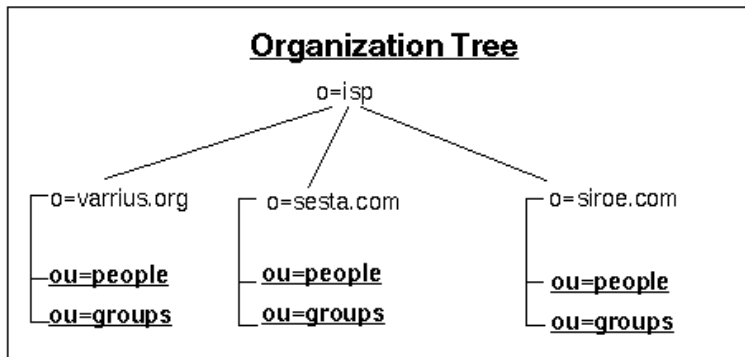 Organization Tree
o=isp
o=varrius.org
o=sesta.com
o=siroe.com
ou=people
ou=people
ou=people
ou=groups
ou=groups
ou=groups